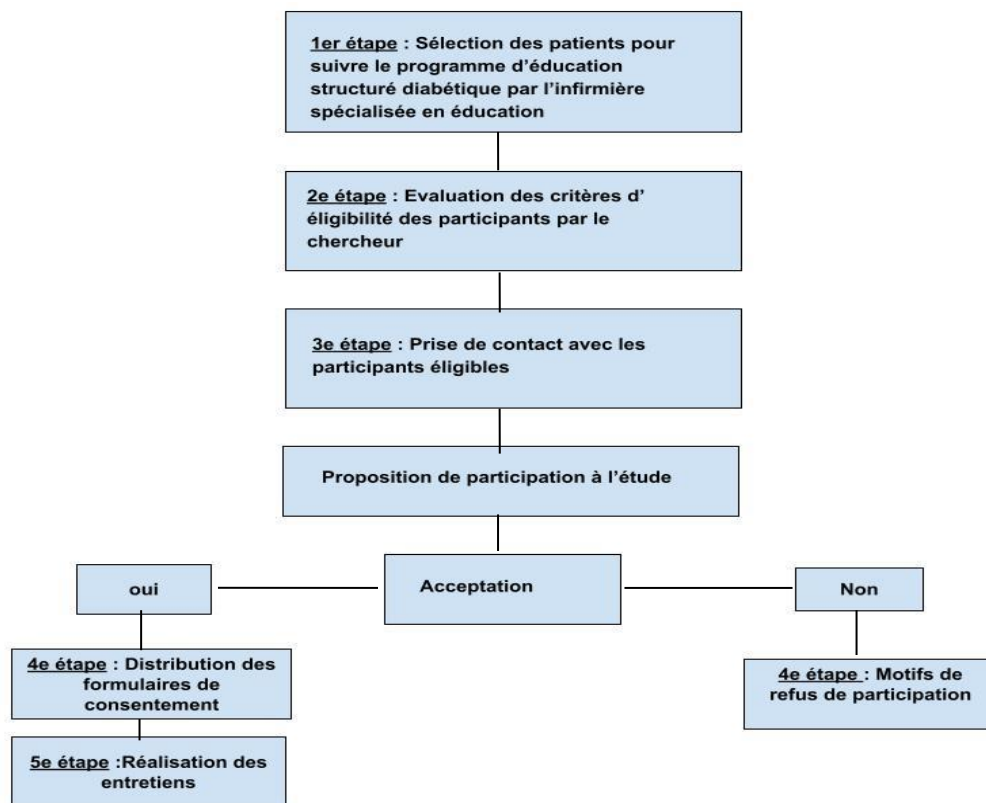 1er étape : Sélection des patients pour
suivre le programme d’éducation
structuré diabétique par l’infirmière
spécialisée en éducation
2e étape : Evaluation des critères d’
éligibilité des participants par le
chercheur
3e étape : Prise de contact avec les
participants éligibles
Proposition de participation à l’étude
Acceptation
oui
Non
4e étape : Distribution des
formulaires de
consentement
4e étape : Motifs de
refus de participation
5e étape :Réalisation des
entretiens